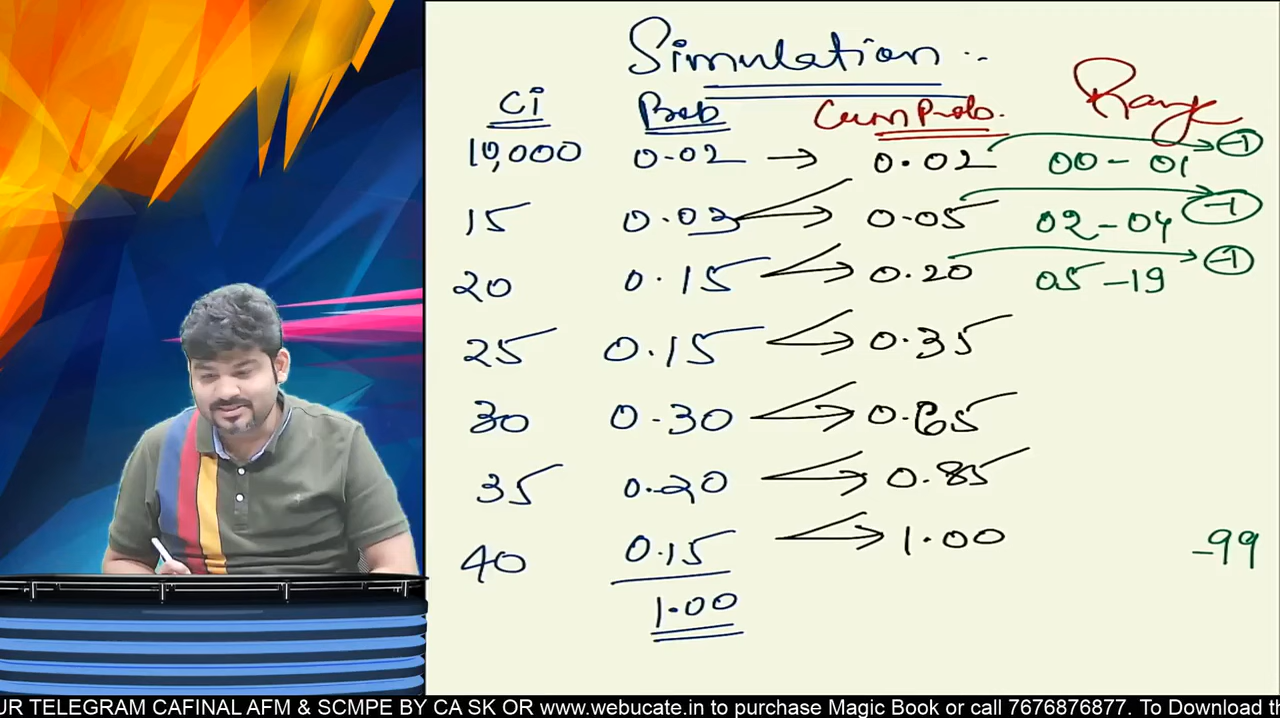 Simulation :-
CI Prob Cum Prob. Range
10,000 0.02 → 0.02 00 - 01 -1
15 0.03 → 0.05 02 - 04 -1
20 0.15 → 0.20 05 - 19 -1
25 0.15 → 0.35
30 0.30 → 0.65
35 0.20 → 0.85
40 0.15 → 1.00 -99
1.00
UR TELEGRAM CAFINAL AFM & SCMPE BY CA SK OR www.webucate.in to purchase Magic Book or call 7676876877. To Download th